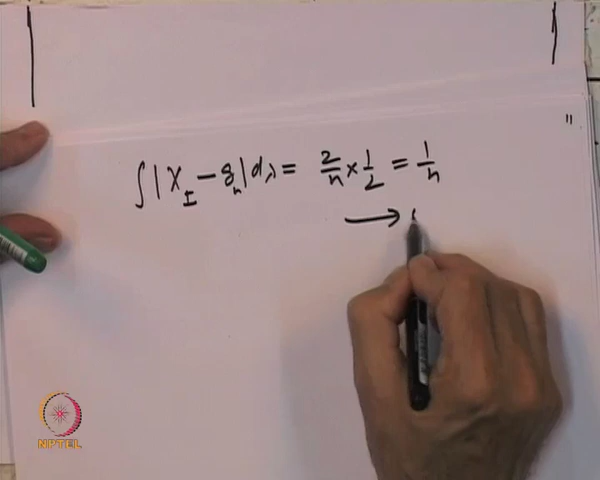 ∫|χ_I − g_n|dλ = 2/n × 1/2 = 1/n
→
NPTEL